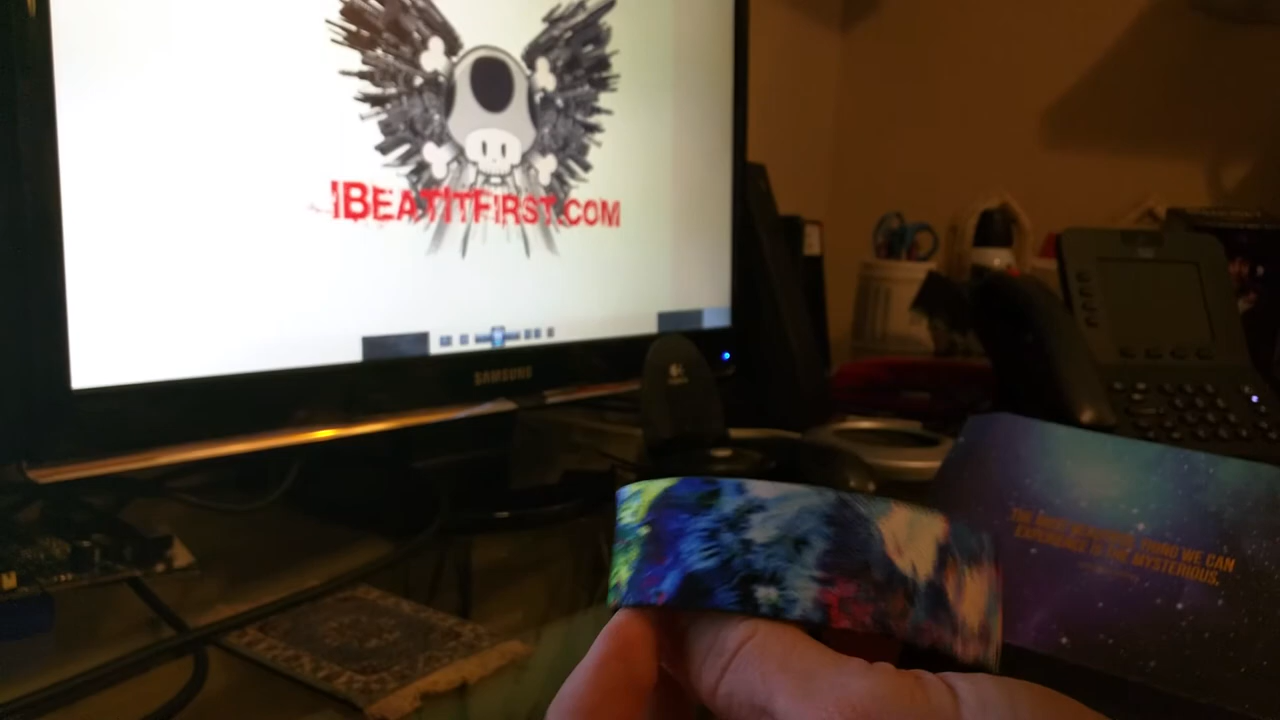 IBEATITFIRST.COM
SAMSUNG
THE MOST BEAUTIFUL THING WE CAN
EXPERIENCE IS THE MYSTERIOUS.